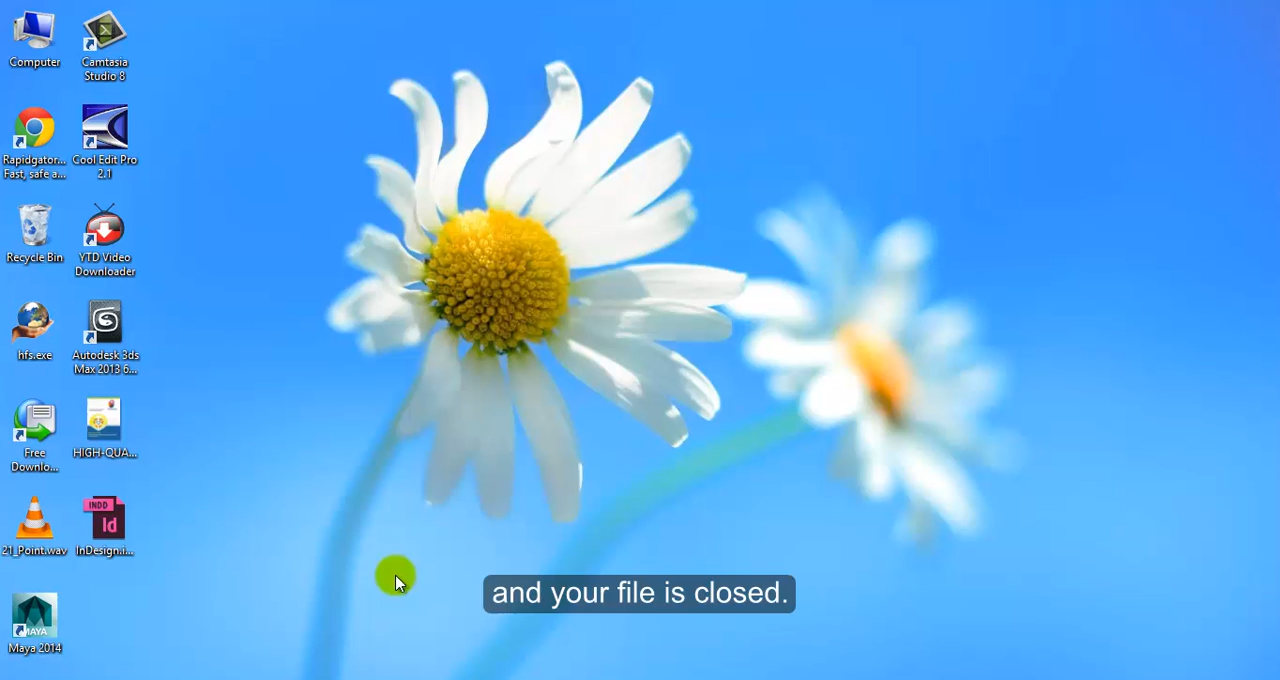 Computer
Camtasia
Studio 8
Rapidgator...
Fast, safe a...
Cool Edit Pro
2.1
Recycle Bin
YTD Video
Downloader
hfs.exe
Autodesk 3ds
Max 2013 6...
Free
Downlo...
HIGH-QUA...
21_Point.wav
INDD
Id
InDesign.i...
MAYA
Maya 2014
and your file is closed.